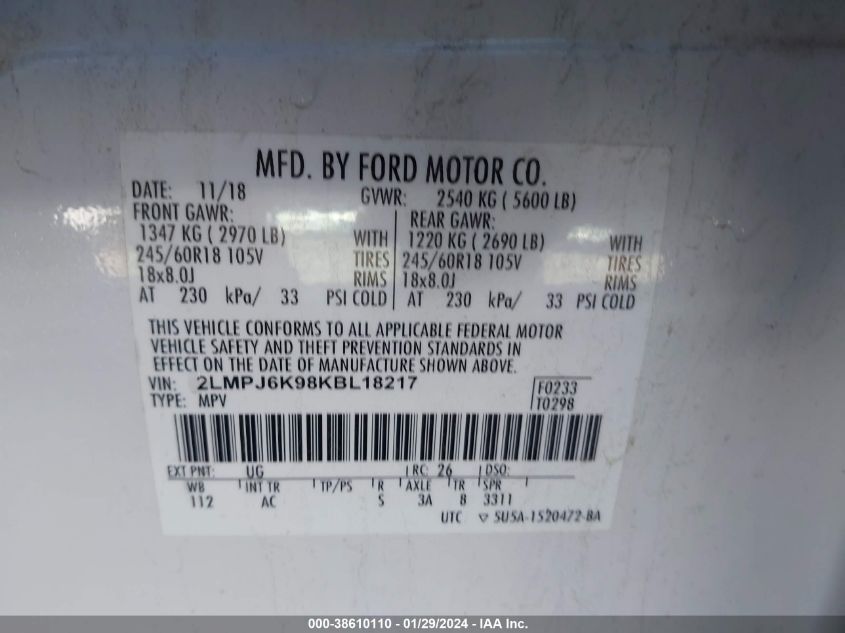 MFD. BY FORD MOTOR CO.
DATE: 11/18 GVWR: 2540 KG ( 5600 LB)
FRONT GAWR: REAR GAWR:
1347 KG ( 2970 LB) WITH 1220 KG ( 2690 LB) WITH
245/60R18 105V TIRES 245/60R18 105V TIRES
18x8.0J RIMS 18x8.0J RIMS
AT 230 kPa/ 33 PSI COLD AT 230 kPa/ 33 PSI COLD
THIS VEHICLE CONFORMS TO ALL APPLICABLE FEDERAL MOTOR
VEHICLE SAFETY AND THEFT PREVENTION STANDARDS IN
EFFECT ON THE DATE OF MANUFACTURE SHOWN ABOVE.
VIN: 2LMPJ6K98KBL18217 F0233
TYPE: MPV T0298
EXT PNT: UG RC: 26 DSO:
WB INT TR TP/PS R AXLE TR SPR
112 AC S 3A 8 3311
UTC ▽ SU5A-1520472-BA
000-38610110 - 01/29/2024 - IAA Inc.